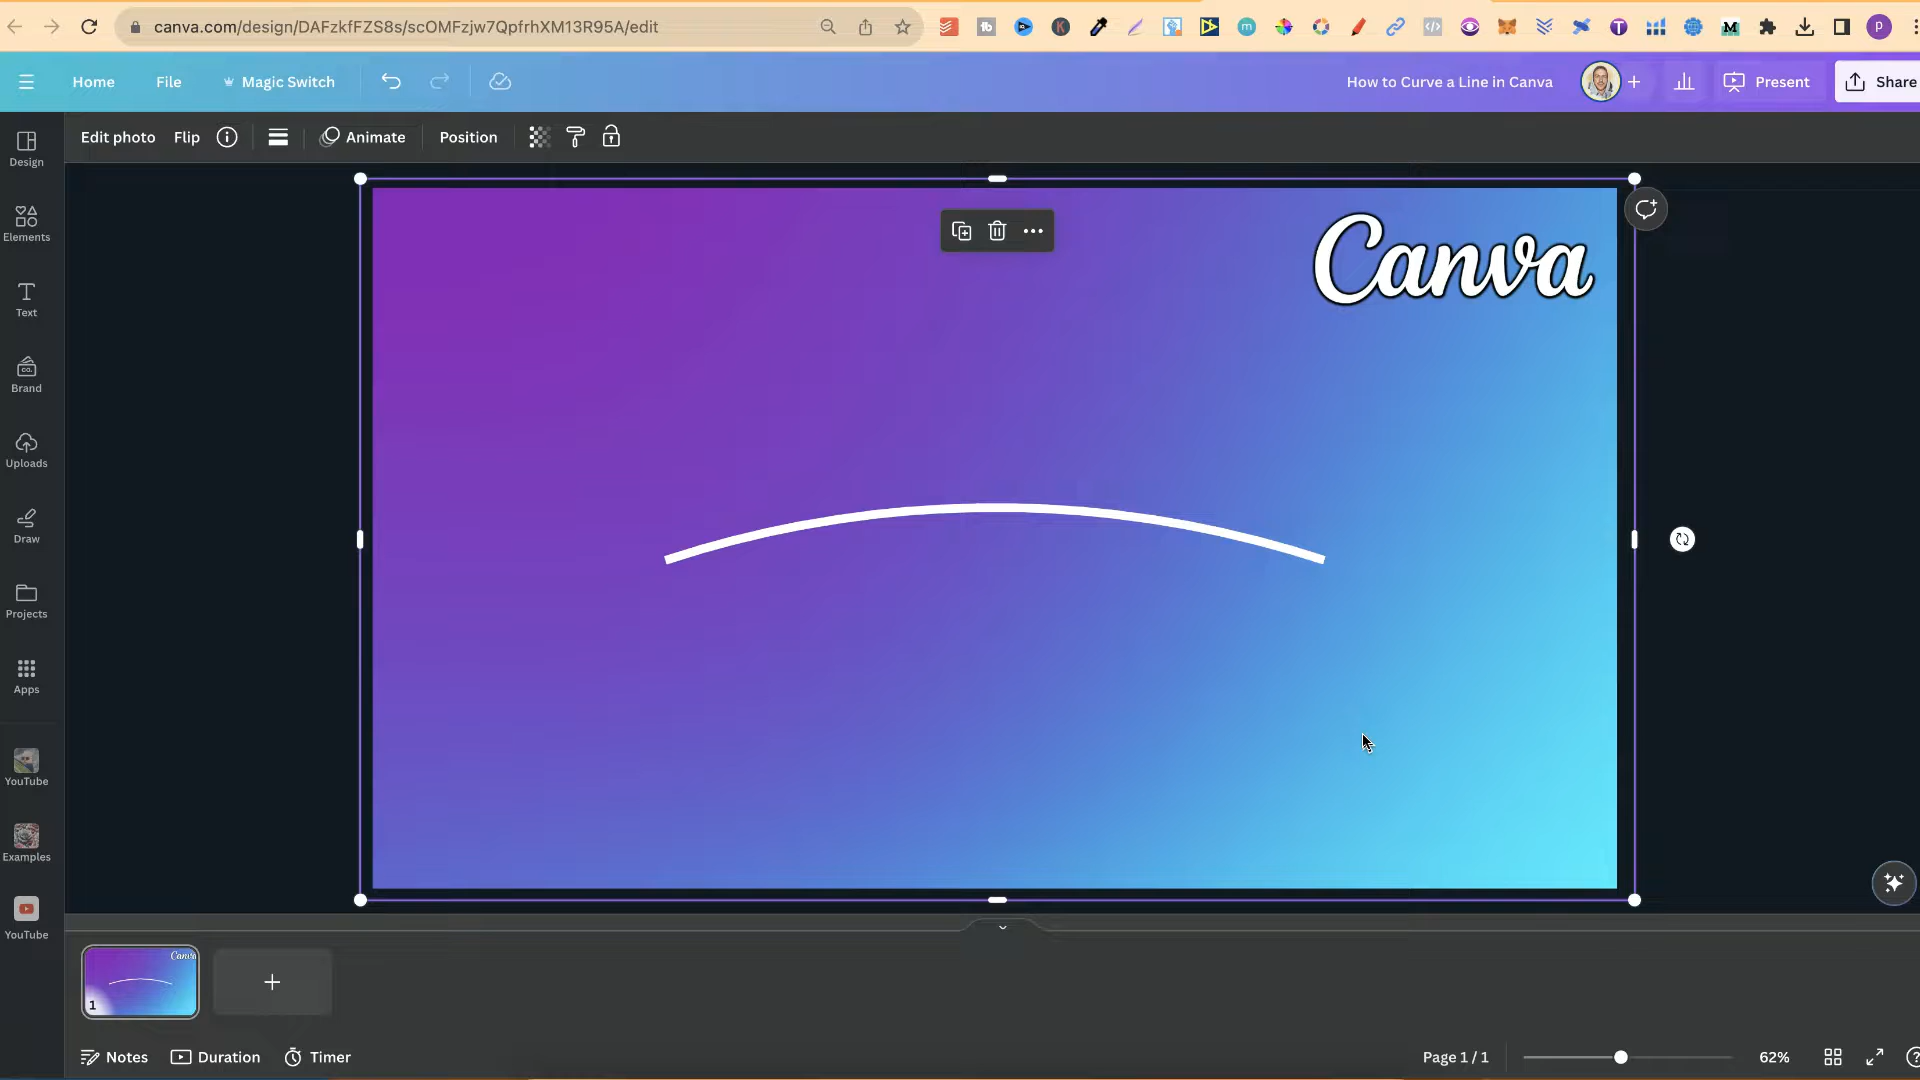 canva.com/design/DAFzkfFZS8s/scOMFzjw7QpfrhXM13R95A/edit
Home File Magic Switch How to Curve a Line in Canva Present Share
Edit photo Flip Animate Position
Design
Elements
Text
Brand
Uploads
Draw
Projects
Apps
YouTube
Examples
YouTube
Canva
Canva
1
Notes Duration Timer Page 1 / 1 62%